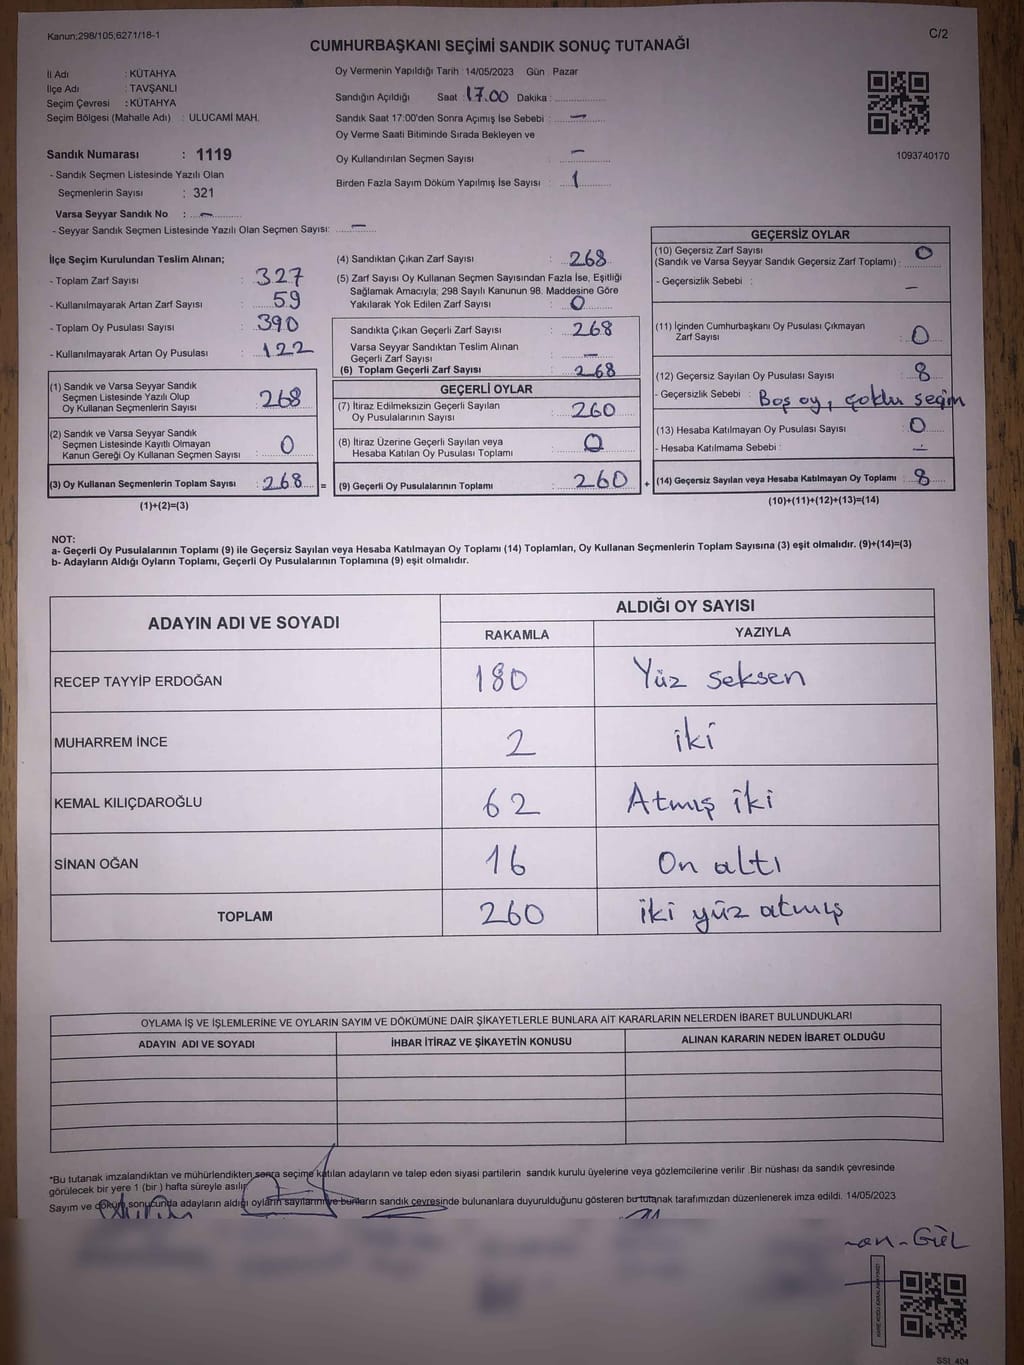 Kanun;298/105;6271/18-1
C/2
CUMHURBAŞKANI SEÇİMİ SANDIK SONUÇ TUTANAĞI
İl Adı : KÜTAHYA
İlçe Adı : TAVŞANLI
Seçim Çevresi : KÜTAHYA
Seçim Bölgesi (Mahalle Adı) : ULUCAMİ MAH.
Sandık Numarası : 1119
- Sandık Seçmen Listesinde Yazılı Olan
Seçmenlerin Sayısı : 321
Varsa Seyyar Sandık No : –
- Seyyar Sandık Seçmen Listesinde Yazılı Olan Seçmen Sayısı: –
Oy Vermenin Yapıldığı Tarih : 14/05/2023 Gün : Pazar
Sandığın Açıldığı Saat : 17.00 Dakika :
Sandık Saat 17:00'den Sonra Açımış İse Sebebi : –
Oy Verme Saati Bitiminde Sırada Bekleyen ve
Oy Kullandırılan Seçmen Sayısı : –
Birden Fazla Sayım Döküm Yapılmış İse Sayısı : 1
1093740170
İlçe Seçim Kurulundan Teslim Alınan;
- Toplam Zarf Sayısı : 327
- Kullanılmayarak Artan Zarf Sayısı : 59
- Toplam Oy Pusulası Sayısı : 390
- Kullanılmayarak Artan Oy Pusulası : 122
(1) Sandık ve Varsa Seyyar Sandık
Seçmen Listesinde Yazılı Olup
Oy Kullanan Seçmenlerin Sayısı : 268
(2) Sandık ve Varsa Seyyar Sandık
Seçmen Listesinde Kayıtlı Olmayan
Kanun Gereği Oy Kullanan Seçmen Sayısı : 0
(3) Oy Kullanan Seçmenlerin Toplam Sayısı : 268 =
(1)+(2)=(3)
(4) Sandıktan Çıkan Zarf Sayısı : 268
(5) Zarf Sayısı Oy Kullanan Seçmen Sayısından Fazla İse, Eşitliği
Sağlamak Amacıyla; 298 Sayılı Kanunun 98. Maddesine Göre
Yakılarak Yok Edilen Zarf Sayısı : 0
Sandıkta Çıkan Geçerli Zarf Sayısı : 268
Varsa Seyyar Sandıktan Teslim Alınan
Geçerli Zarf Sayısı : –
(6) Toplam Geçerli Zarf Sayısı : 268
GEÇERLİ OYLAR
(7) İtiraz Edilmeksizin Geçerli Sayılan
Oy Pusulalarının Sayısı : 260
(8) İtiraz Üzerine Geçerli Sayılan veya
Hesaba Katılan Oy Pusulası Toplamı : 0
(9) Geçerli Oy Pusulalarının Toplamı : 260 +
GEÇERSİZ OYLAR
(10) Geçersiz Zarf Sayısı
(Sandık ve Varsa Seyyar Sandık Geçersiz Zarf Toplamı) : 0
- Geçersizlik Sebebi : –
(11) İçinden Cumhurbaşkanı Oy Pusulası Çıkmayan
Zarf Sayısı : 0
(12) Geçersiz Sayılan Oy Pusulası Sayısı : 8
- Geçersizlik Sebebi : Boş oy, çoklu seçim
(13) Hesaba Katılmayan Oy Pusulası Sayısı : 0
- Hesaba Katılmama Sebebi : –
(14) Geçersiz Sayılan veya Hesaba Katılmayan Oy Toplamı : 8
(10)+(11)+(12)+(13)=(14)
NOT:
a- Geçerli Oy Pusulalarının Toplamı (9) ile Geçersiz Sayılan veya Hesaba Katılmayan Oy Toplamı (14) Toplamları, Oy Kullanan Seçmenlerin Toplam Sayısına (3) eşit olmalıdır. (9)+(14)=(3)
b- Adayların Aldığı Oyların Toplamı, Geçerli Oy Pusulalarının Toplamına (9) eşit olmalıdır.
ADAYIN ADI VE SOYADI
ALDIĞI OY SAYISI
RAKAMLA YAZIYLA
RECEP TAYYİP ERDOĞAN 180 Yüz seksen
MUHARREM İNCE 2 iki
KEMAL KILIÇDAROĞLU 62 Atmış iki
SİNAN OĞAN 16 On altı
TOPLAM 260 iki yüz atmış
OYLAMA İŞ VE İŞLEMLERİNE VE OYLARIN SAYIM VE DÖKÜMÜNE DAİR ŞİKAYETLERLE BUNLARA AİT KARARLARIN NELERDEN İBARET BULUNDUKLARI
ADAYIN ADI VE SOYADI İHBAR İTİRAZ VE ŞİKAYETİN KONUSU ALINAN KARARIN NEDEN İBARET OLDUĞU
*Bu tutanak imzalandıktan ve mühürlendikten sonra seçime katılan adayların ve talep eden siyasi partilerin sandık kurulu üyelerine veya gözlemcilerine verilir .Bir nüshası da sandık çevresinde
görülecek bir yere 1 (bir ) hafta süreyle asılır.
Sayım ve döküm sonucunda adayların aldığı oyların sayılarını ve bunların sandık çevresinde bulunanlara duyurulduğunu gösteren bu tutanak tarafımızdan düzenlenerek imza edildi. 14/05/2023
GÜL